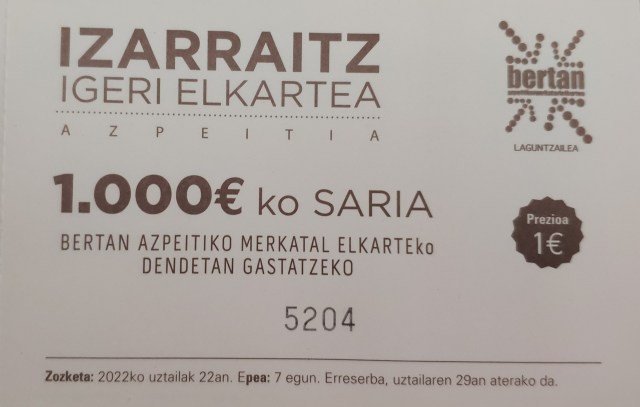 IZARRAITZ
IGERI ELKARTEA
AZPEITIA
bertan
LAGUNTZAILEA
1.000€ ko SARIA
Prezioa
1€
BERTAN AZPEITIKO MERKATAL ELKARTEko
DENDETAN GASTATZEKO
5204
Zozketa: 2022ko uztailak 22an. Epea: 7 egun. Erreserba, uztailaren 29an aterako da.